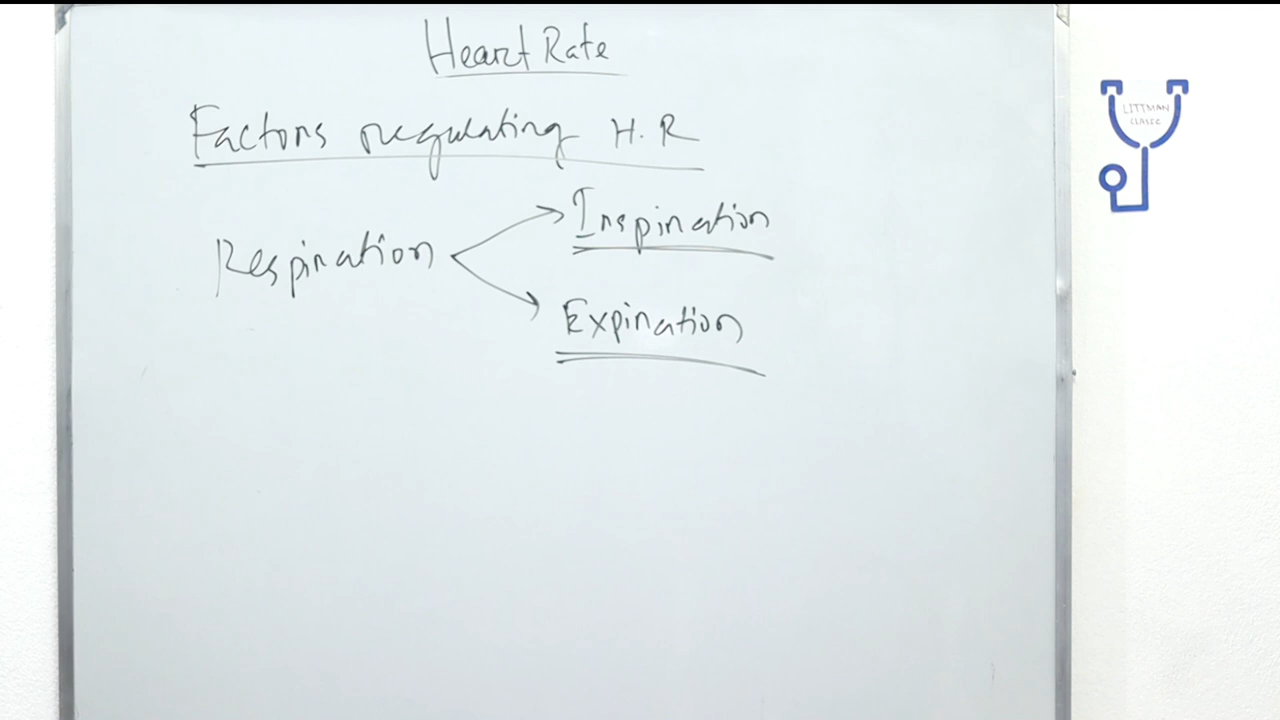 Heart Rate
Factors regulating H.R
Respiration
Inspiration
Expiration
LITTMAN
CLASSIC